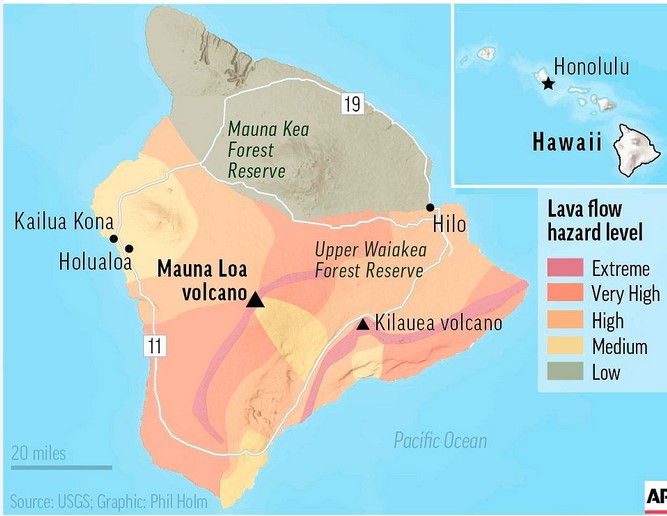 Honolulu
Hawaii
19
Mauna Kea
Forest
Reserve
Kailua Kona
Holualoa
Hilo
Upper Waiakea
Forest Reserve
Mauna Loa
volcano
Kilauea volcano
11
Lava flow
hazard level
Extreme
Very High
High
Medium
Low
Pacific Ocean
20 miles
Source: USGS; Graphic: Phil Holm
AP